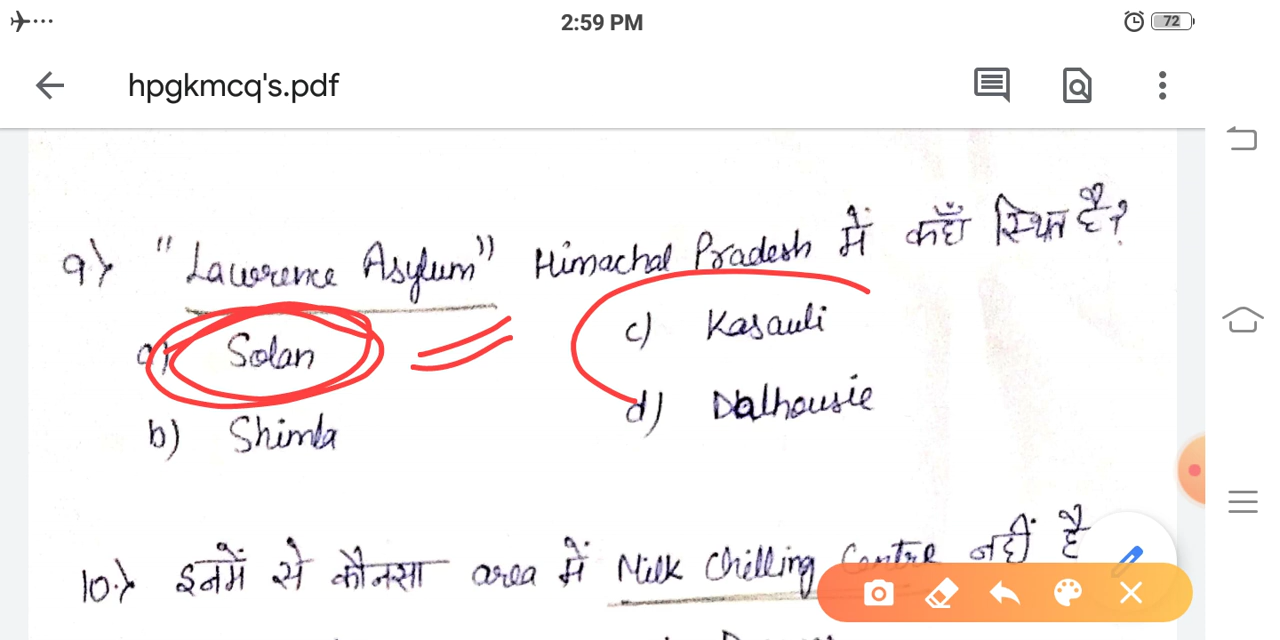 2:59 PM
72
hpgkmcq's.pdf
9) "Lawrence Asylum" Himachal Pradesh में कहाँ स्थित है?
a) Solan
c) Kasauli
b) Shimla
d) Dalhousie
10.) इनमें से कौनसा area में Milk Chilling Centre नहीं है